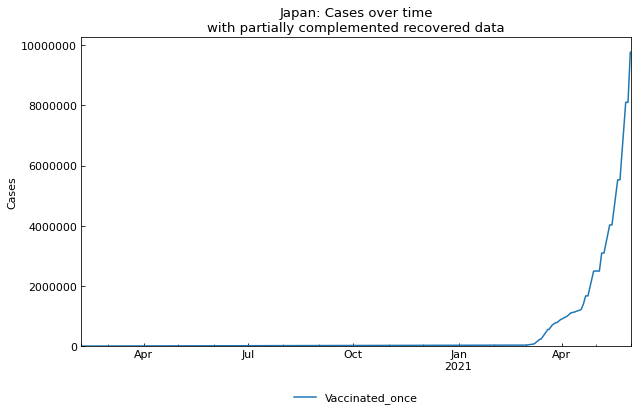 Japan: Cases over time
with partially complemented recovered data
10000000
8000000
6000000
4000000
2000000
0
Cases
Apr
Jul
Oct
Jan
2021
Apr
Vaccinated_once